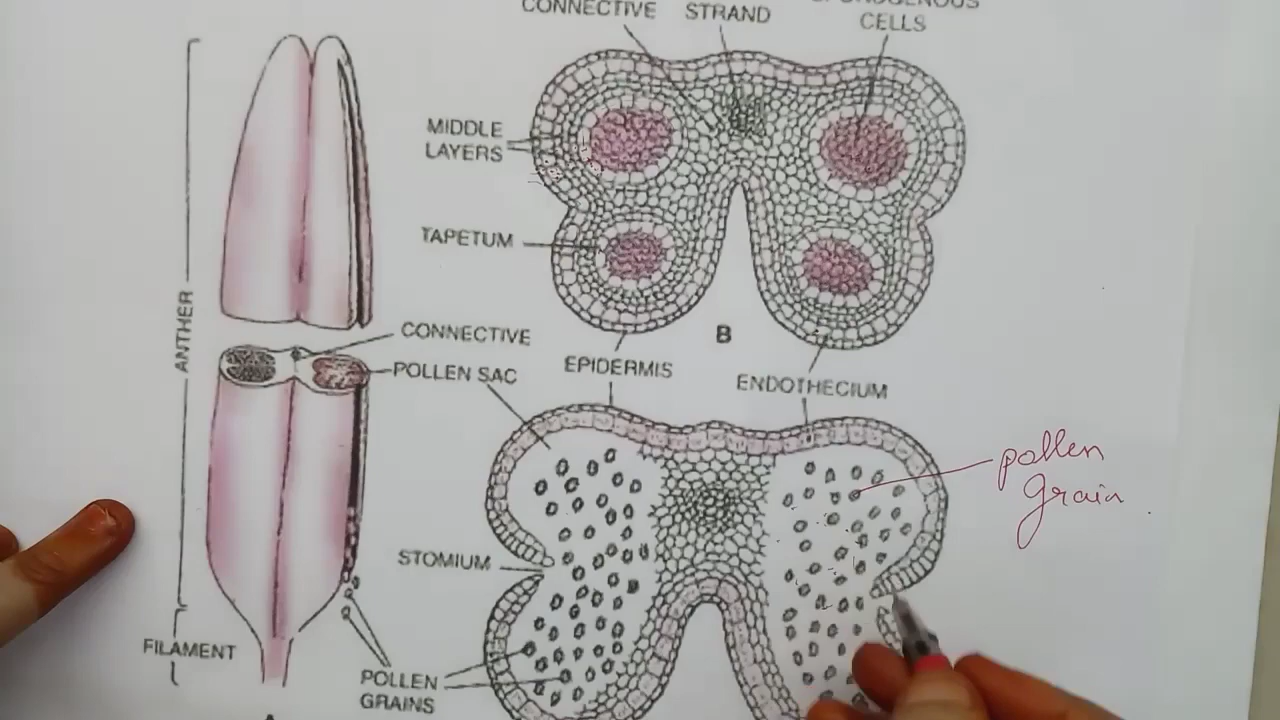 CONNECTIVE
STRAND
CELLS
MIDDLE
LAYERS
TAPETUM
B
EPIDERMIS
ENDOTHECIUM
ANTHER
CONNECTIVE
POLLEN SAC
pollen
Grain
STOMIUM
FILAMENT
POLLEN
GRAINS